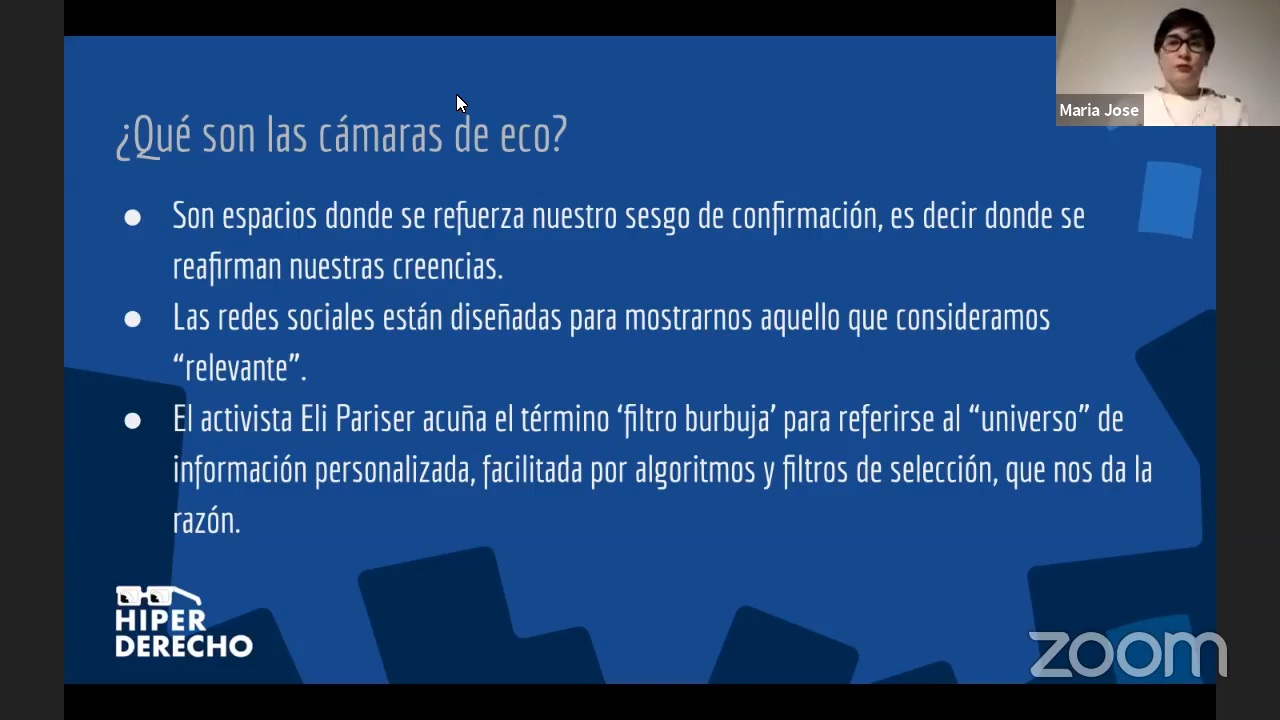 Maria Jose
¿Qué son las cámaras de eco?
● Son espacios donde se refuerza nuestro sesgo de confirmación, es decir donde se
reafirman nuestras creencias.
● Las redes sociales están diseñadas para mostrarnos aquello que consideramos
“relevante”.
● El activista Eli Pariser acuña el término ‘filtro burbuja’ para referirse al “universo” de
información personalizada, facilitada por algoritmos y filtros de selección, que nos da la
razón.
HIPER
DERECHO
zoom